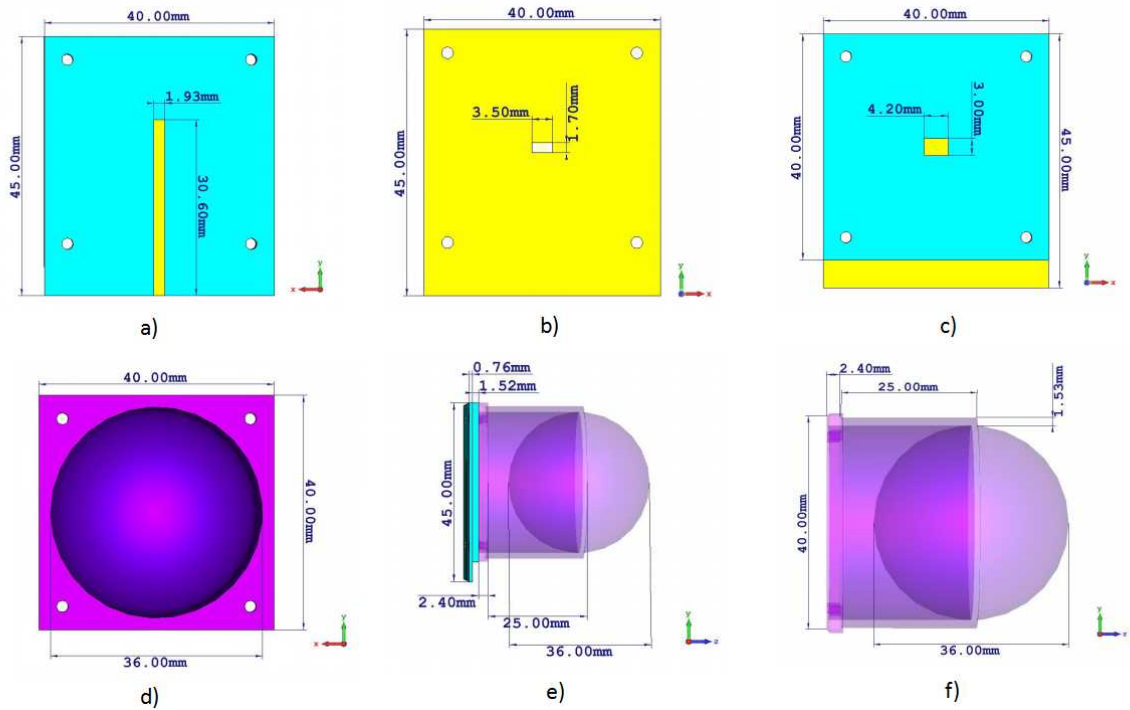 40.00mm
1.93mm
45.00mm
30.60mm
y
x
a)
40.00mm
3.50mm
1.70mm
45.00mm
y
x
b)
40.00mm
4.20mm
3.00mm
40.00mm
45.00mm
y
x
c)
40.00mm
40.00mm
36.00mm
y
x
d)
0.76mm
1.52mm
45.00mm
2.40mm
25.00mm
36.00mm
y
z
e)
2.40mm
25.00mm
1.53mm
40.00mm
36.00mm
y
z
f)